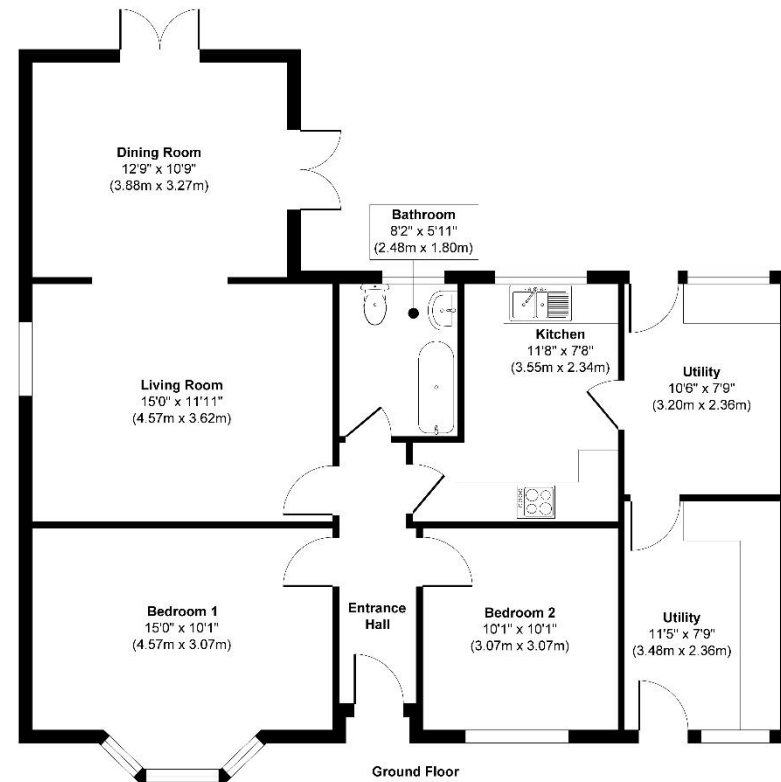 Dining Room
12'9" x 10'9"
(3.88m x 3.27m)
Bathroom
8'2" x 5'11"
(2.48m x 1.80m)
Kitchen
11'8" x 7'8"
(3.55m x 2.34m)
Living Room
15'0" x 11'11"
(4.57m x 3.62m)
Utility
10'6" x 7'9"
(3.20m x 2.36m)
Bedroom 1
15'0" x 10'1"
(4.57m x 3.07m)
Entrance
Hall
Bedroom 2
10'1" x 10'1"
(3.07m x 3.07m)
Utility
11'5" x 7'9"
(3.48m x 2.36m)
Ground Floor